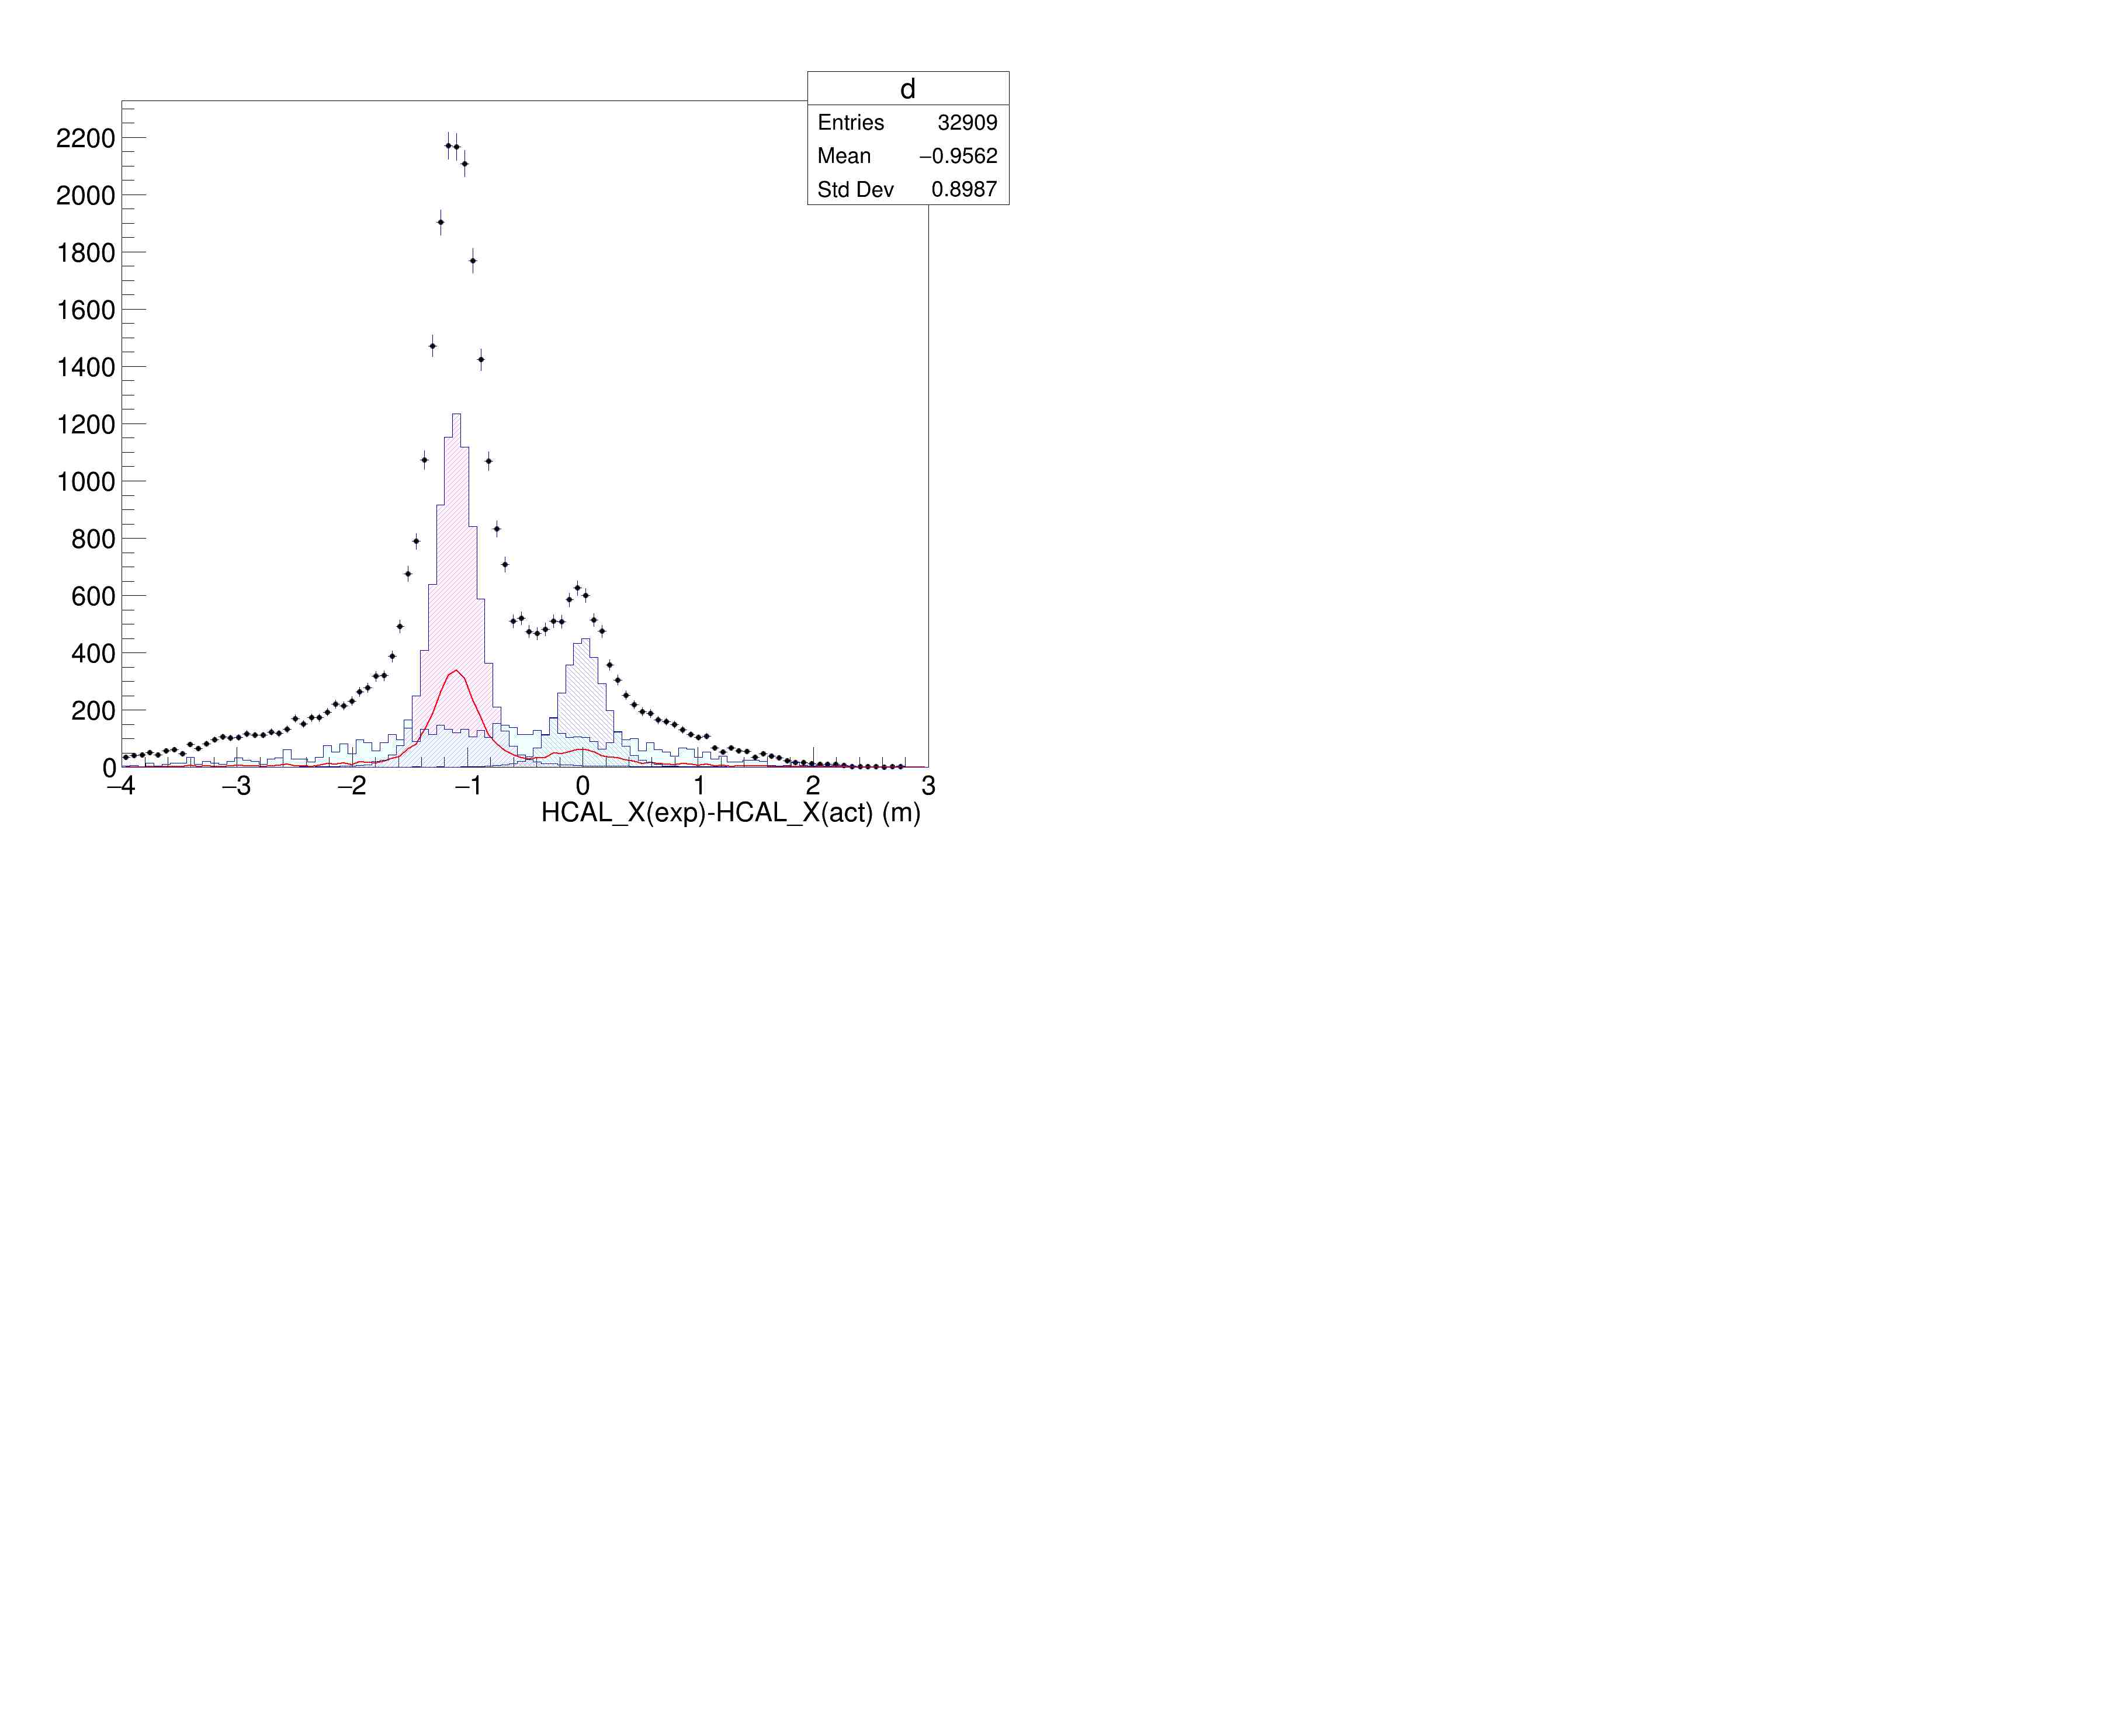 d
Entries 32909
Mean −0.9562
Std Dev 0.8987
2200
2000
1800
1600
1400
1200
1000
800
600
400
200
0
−4 −3 −2 −1 0 1 2 3
HCAL_X(exp)-HCAL_X(act) (m)